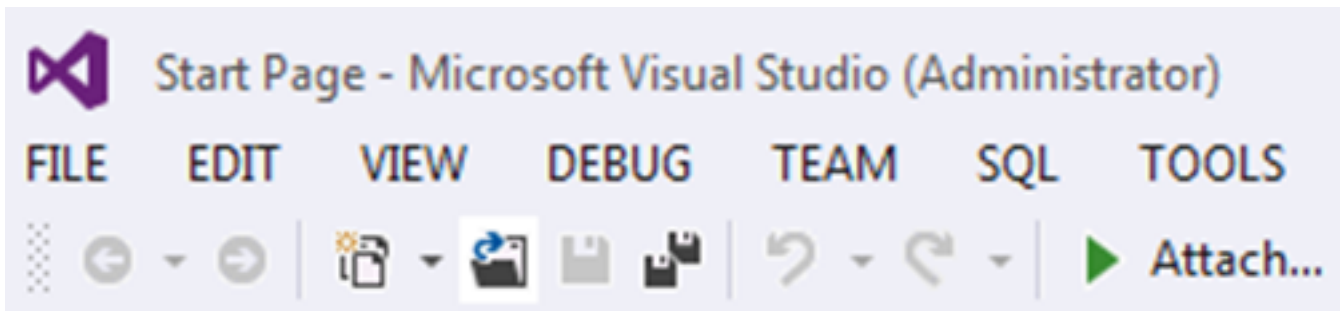 Start Page - Microsoft Visual Studio (Administrator)
FILE EDIT VIEW DEBUG TEAM SQL TOOLS
Attach...